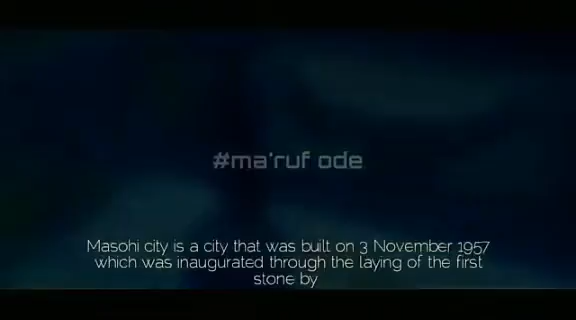 #ma'ruf ode
Masohi city is a city that was built on 3 November 1957
which was inaugurated through the laying of the first
stone by